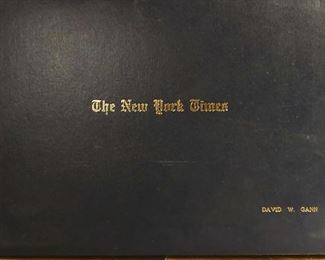 The New York Times
DAVID W. GANN